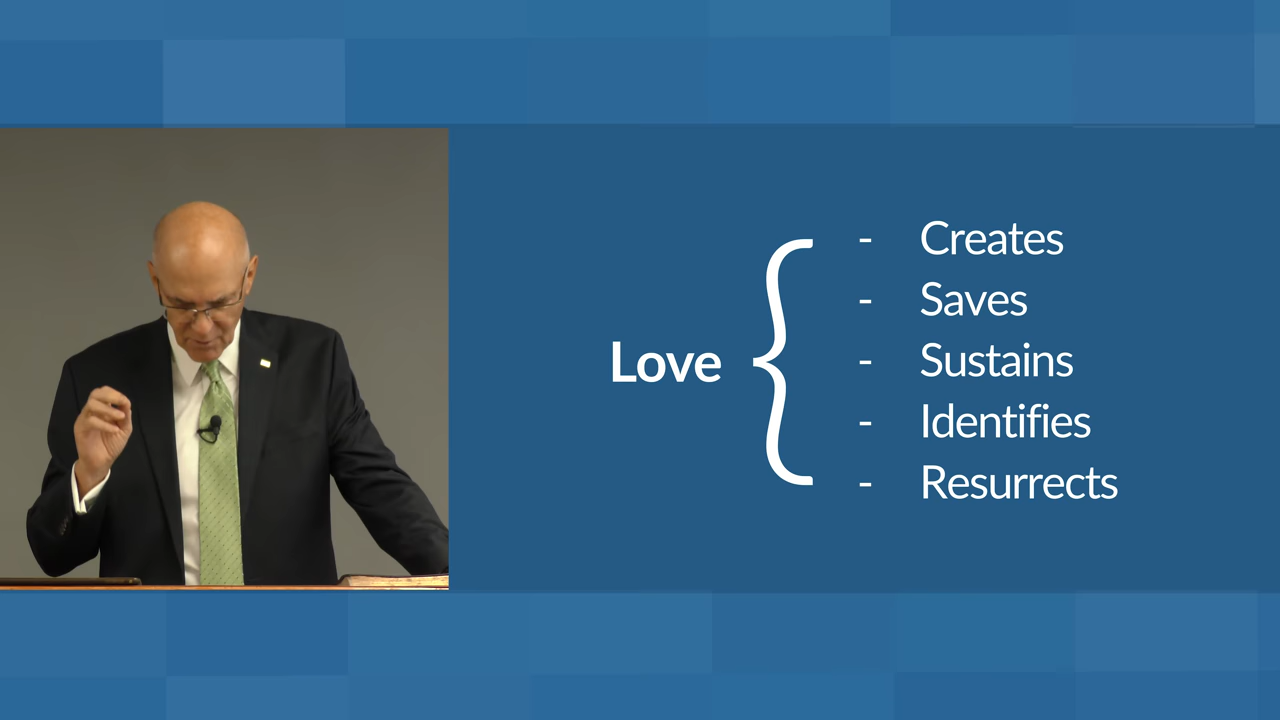 Love
- Creates
- Saves
- Sustains
- Identifies
- Resurrects